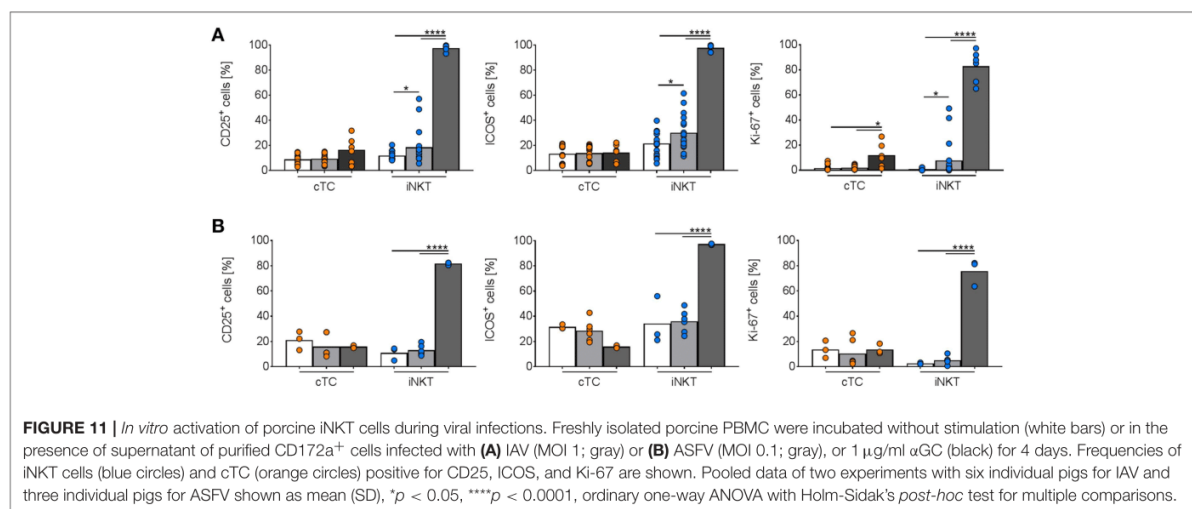 A
CD25+ cells [%]
100
80
60
40
20
0
cTC
iNKT
*
****
ICOS+ cells [%]
100
80
60
40
20
0
cTC
iNKT
*
****
Ki-67+ cells [%]
100
80
60
40
20
0
cTC
iNKT
*
*
****
B
CD25+ cells [%]
100
80
60
40
20
0
cTC
iNKT
****
ICOS+ cells [%]
100
80
60
40
20
0
cTC
iNKT
****
Ki-67+ cells [%]
100
80
60
40
20
0
cTC
iNKT
****
FIGURE 11 | In vitro activation of porcine iNKT cells during viral infections. Freshly isolated porcine PBMC were incubated without stimulation (white bars) or in the
presence of supernatant of purified CD172a+ cells infected with (A) IAV (MOI 1; gray) or (B) ASFV (MOI 0.1; gray), or 1 μg/ml αGC (black) for 4 days. Frequencies of
iNKT cells (blue circles) and cTC (orange circles) positive for CD25, ICOS, and Ki-67 are shown. Pooled data of two experiments with six individual pigs for IAV and
three individual pigs for ASFV shown as mean (SD), *p < 0.05, ****p < 0.0001, ordinary one-way ANOVA with Holm-Sidak's post-hoc test for multiple comparisons.